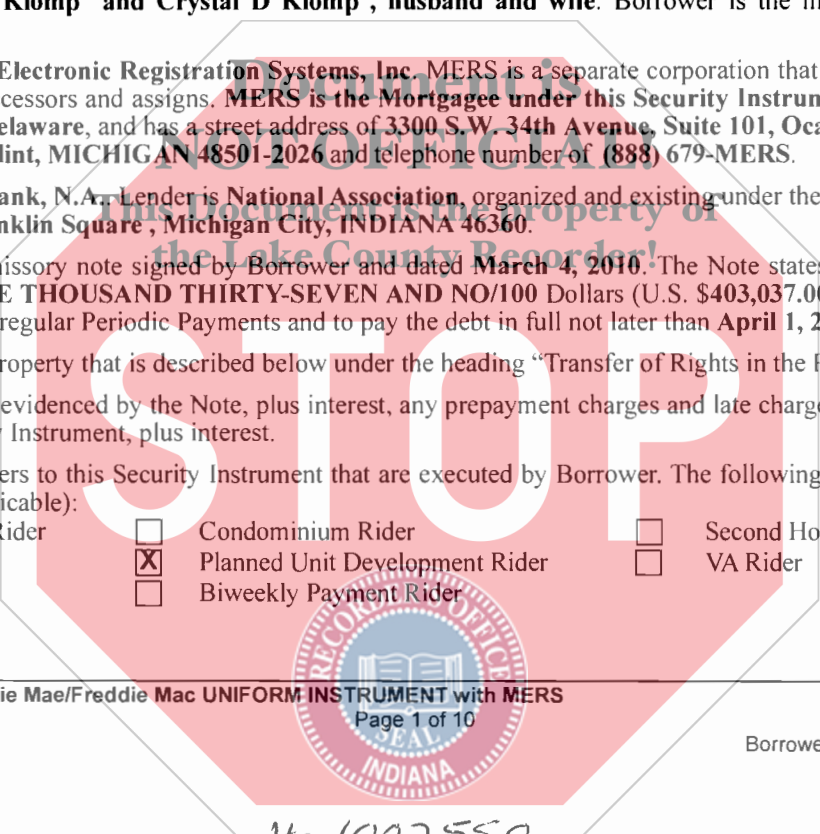 Klomp and Crystal D Klomp , husband and wife. Borrower is the
Electronic Registration Systems, Inc. MERS is a separate corporation that
cessors and assigns. MERS is the Mortgagee under this Security Instrum
elaware, and has a street address of 3300 S.W. 34th Avenue, Suite 101, Oca
lint, MICHIGAN 48501-2026 and telephone number of (888) 679-MERS.
ank, N.A.. Lender is National Association, organized and existing under the
nklin Square , Michigan City, INDIANA 46360.
nissory note signed by Borrower and dated March 4, 2010. The Note states
E THOUSAND THIRTY-SEVEN AND NO/100 Dollars (U.S. $403,037.00
regular Periodic Payments and to pay the debt in full not later than April 1, 2
roperty that is described below under the heading “Transfer of Rights in the P
evidenced by the Note, plus interest, any prepayment charges and late charge
y Instrument, plus interest.
ers to this Security Instrument that are executed by Borrower. The following
icable):
Rider Condominium Rider Second Ho
X Planned Unit Development Rider VA Rider
Biweekly Payment Rider
ie Mae/Freddie Mac UNIFORM INSTRUMENT with MERS
Page 1 of 10
Borrowe
Document is
NOT OFFICIAL!
This Document is the property of
the Lake County Recorder!
STOP
RECORDER'S OFFICE
SEAL
INDIANA